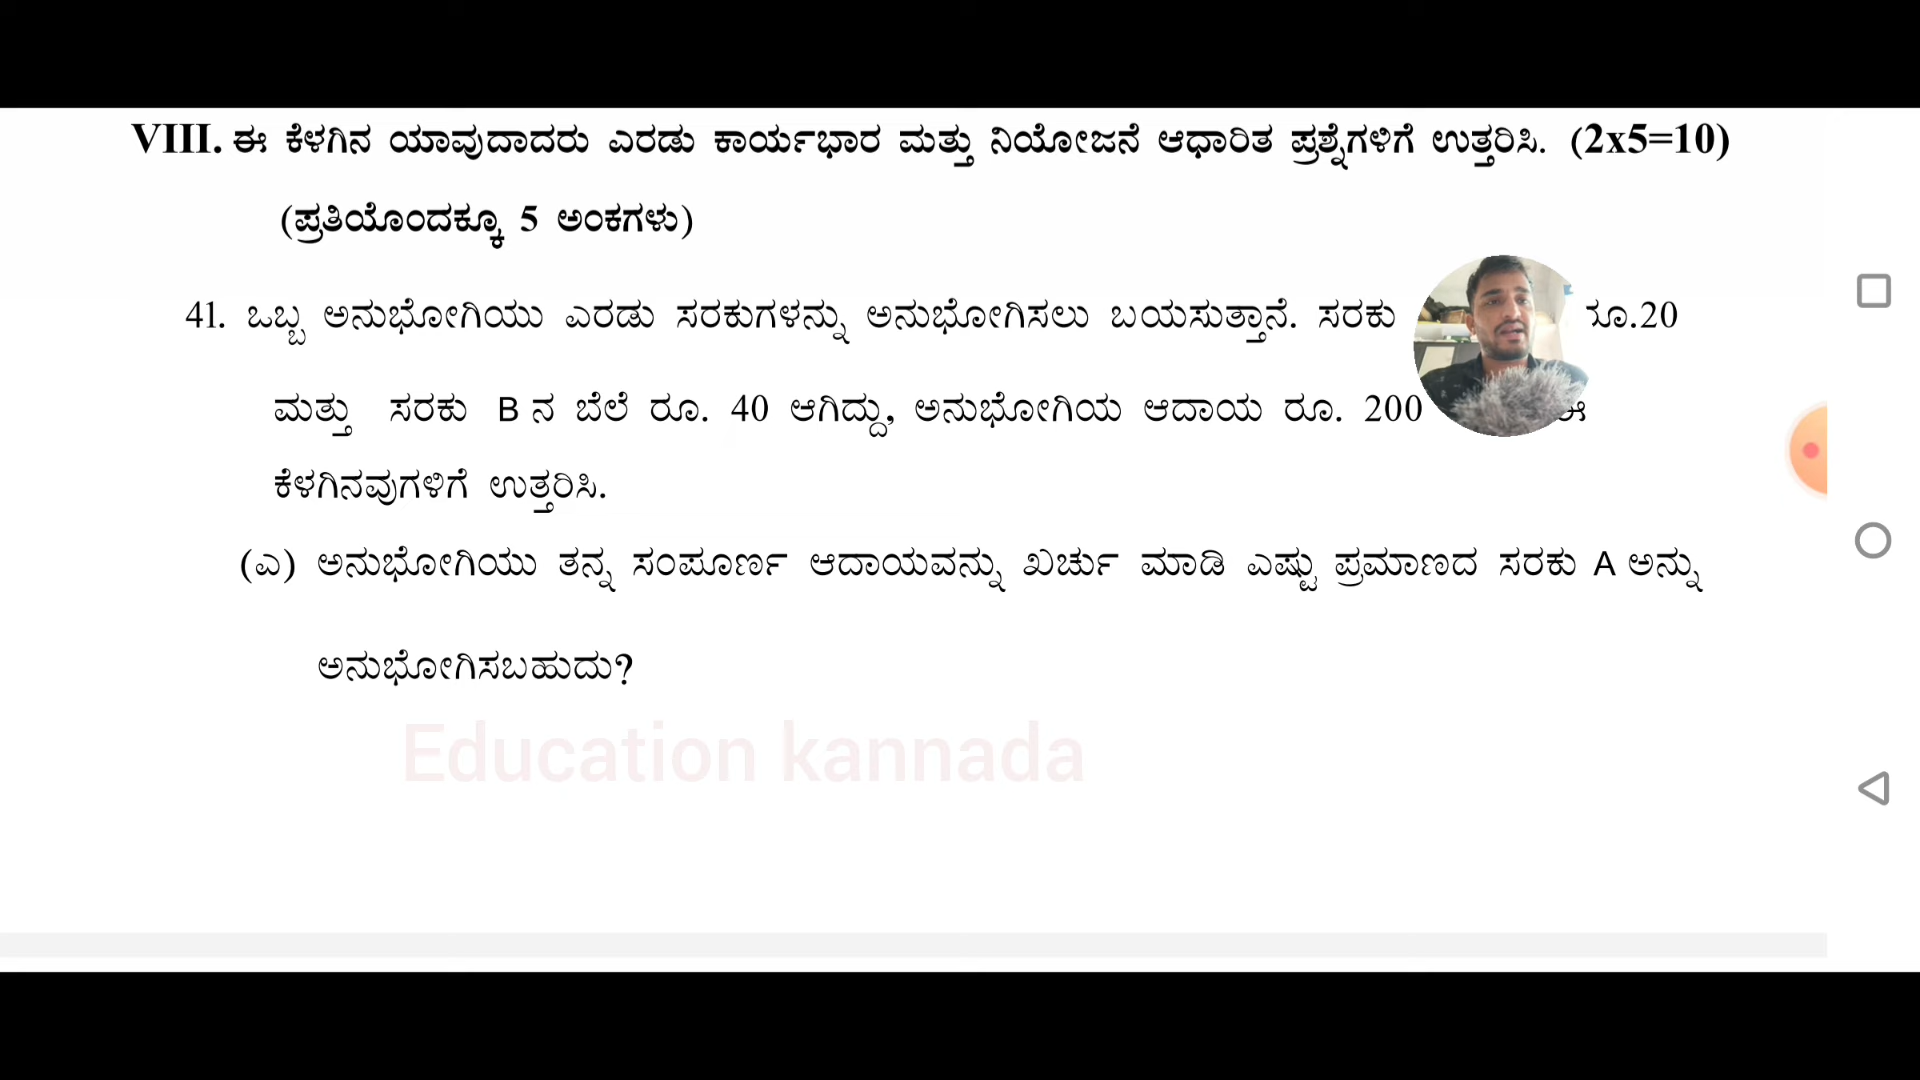 VIII. ಈ ಕೆಳಗಿನ ಯಾವುದಾದರು ಎರಡು ಕಾರ್ಯಭಾರ ಮತ್ತು ನಿಯೋಜನೆ ಆಧಾರಿತ ಪ್ರಶ್ನೆಗಳಿಗೆ ಉತ್ತರಿಸಿ. (2x5=10)
(ಪ್ರತಿಯೊಂದಕ್ಕೂ 5 ಅಂಕಗಳು)
41. ಒಬ್ಬ ಅನುಭೋಗಿಯು ಎರಡು ಸರಕುಗಳನ್ನು ಅನುಭೋಗಿಸಲು ಬಯಸುತ್ತಾನೆ. ಸರಕು ರೂ.20
ಮತ್ತು ಸರಕು B ನ ಬೆಲೆ ರೂ. 40 ಆಗಿದ್ದು, ಅನುಭೋಗಿಯ ಆದಾಯ ರೂ. 200 ಈ
ಕೆಳಗಿನವುಗಳಿಗೆ ಉತ್ತರಿಸಿ.
(ಎ) ಅನುಭೋಗಿಯು ತನ್ನ ಸಂಪೂರ್ಣ ಆದಾಯವನ್ನು ಖರ್ಚು ಮಾಡಿ ಎಷ್ಟು ಪ್ರಮಾಣದ ಸರಕು A ಅನ್ನು
ಅನುಭೋಗಿಸಬಹುದು?
Education kannada